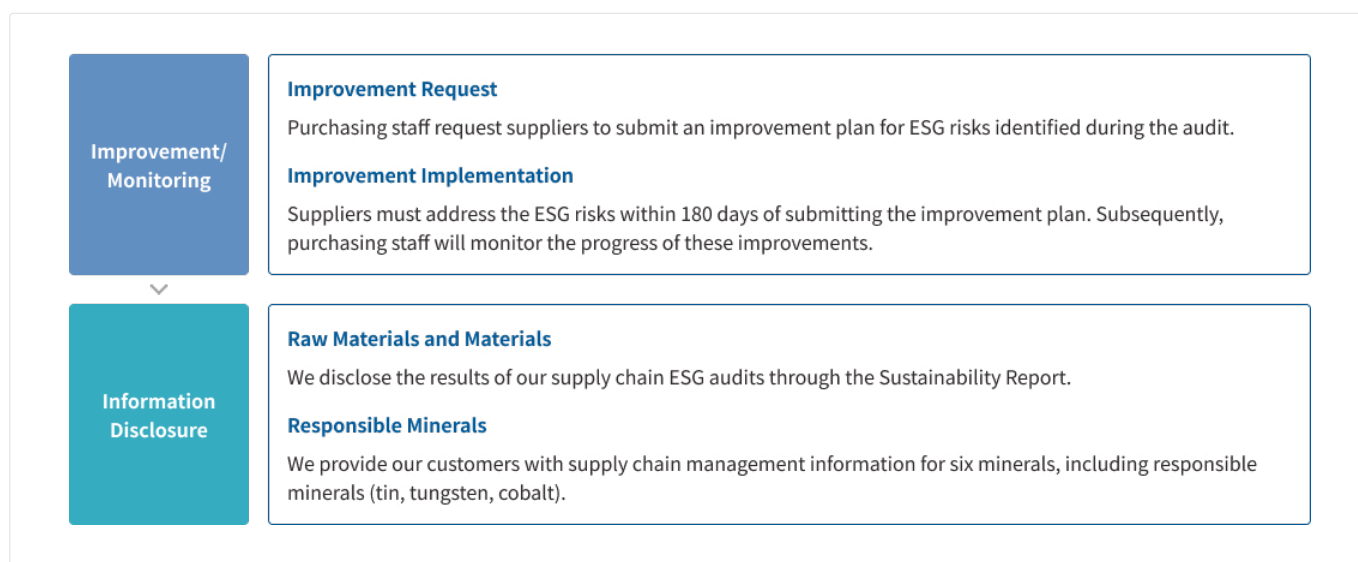 Improvement/
Monitoring
Improvement Request
Purchasing staff request suppliers to submit an improvement plan for ESG risks identified during the audit.
Improvement Implementation
Suppliers must address the ESG risks within 180 days of submitting the improvement plan. Subsequently,
purchasing staff will monitor the progress of these improvements.
Information
Disclosure
Raw Materials and Materials
We disclose the results of our supply chain ESG audits through the Sustainability Report.
Responsible Minerals
We provide our customers with supply chain management information for six minerals, including responsible
minerals (tin, tungsten, cobalt).